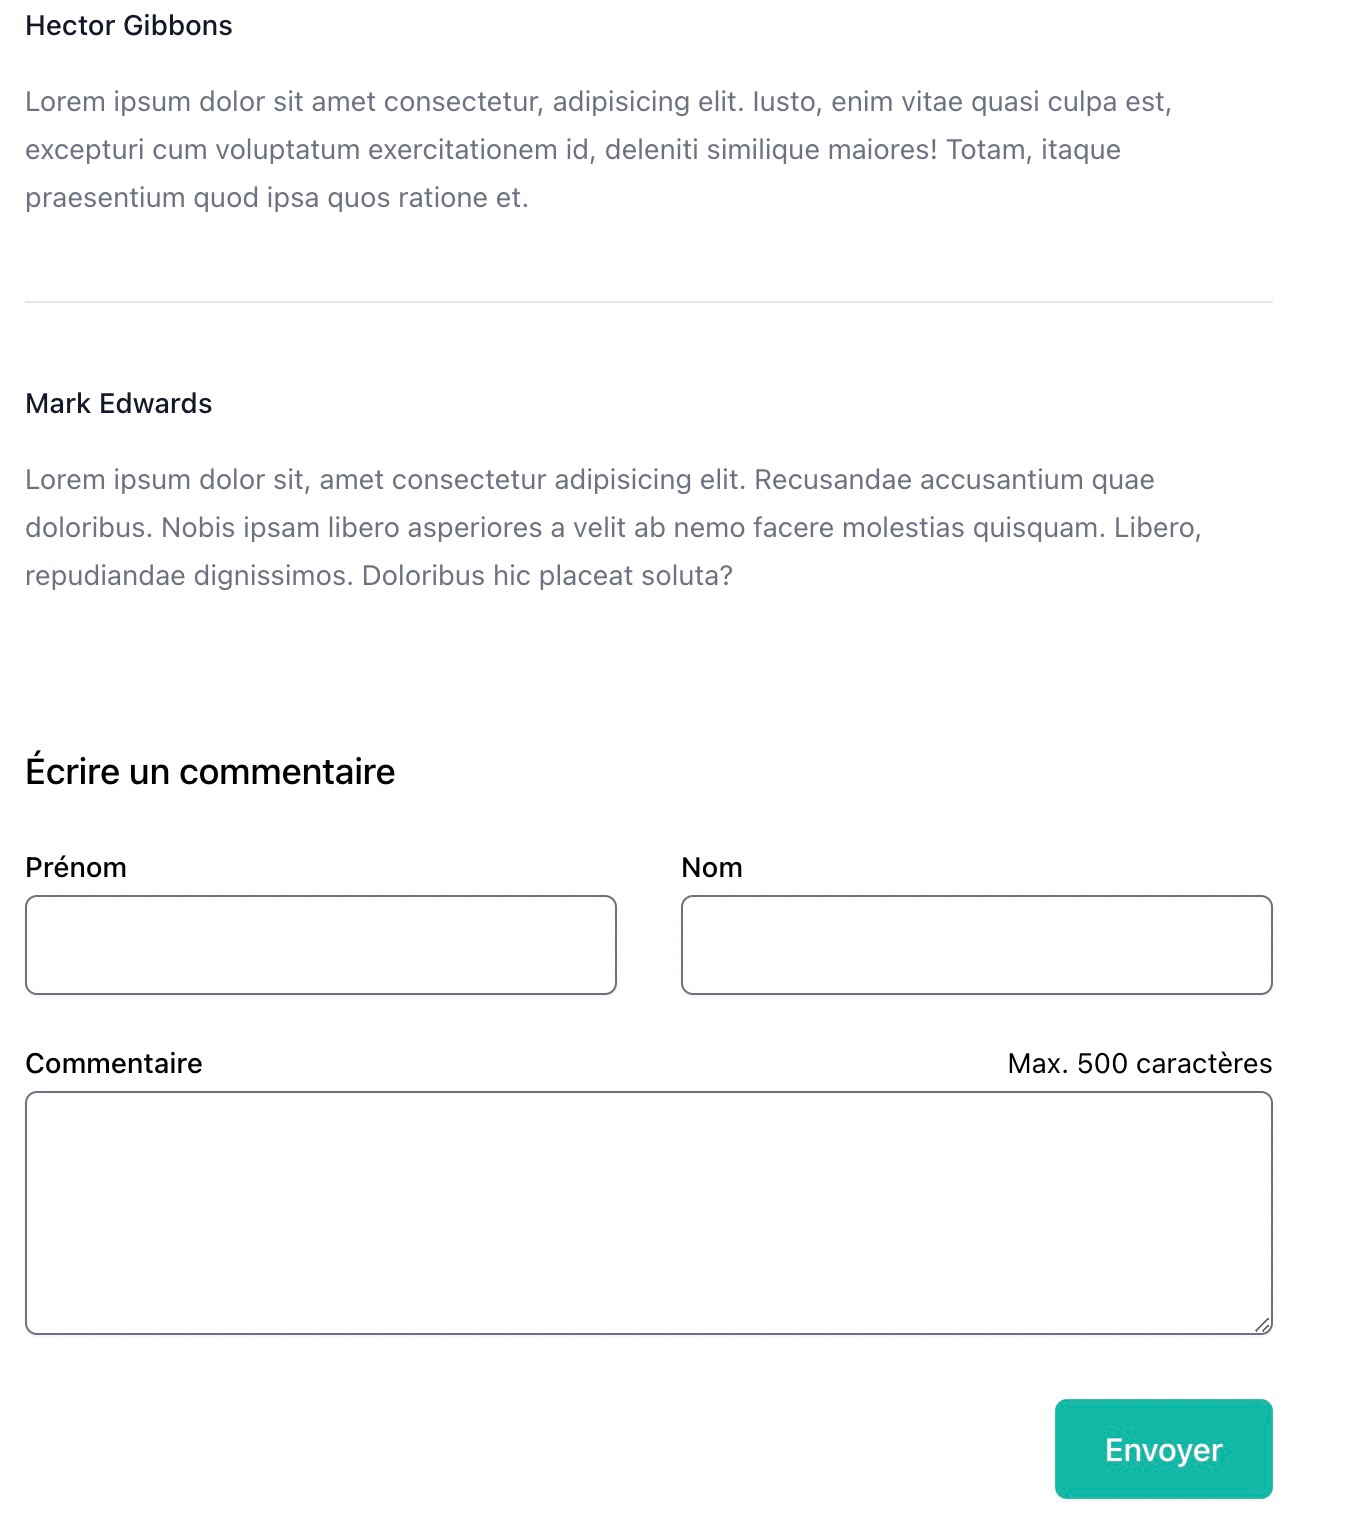 Hector Gibbons
Lorem ipsum dolor sit amet consectetur, adipisicing elit. Iusto, enim vitae quasi culpa est,
excepturi cum voluptatum exercitationem id, deleniti similique maiores! Totam, itaque
praesentium quod ipsa quos ratione et.
Mark Edwards
Lorem ipsum dolor sit, amet consectetur adipisicing elit. Recusandae accusantium quae
doloribus. Nobis ipsam libero asperiores a velit ab nemo facere molestias quisquam. Libero,
repudiandae dignissimos. Doloribus hic placeat soluta?
Écrire un commentaire
Prénom
Nom
Commentaire
Max. 500 caractères
Envoyer